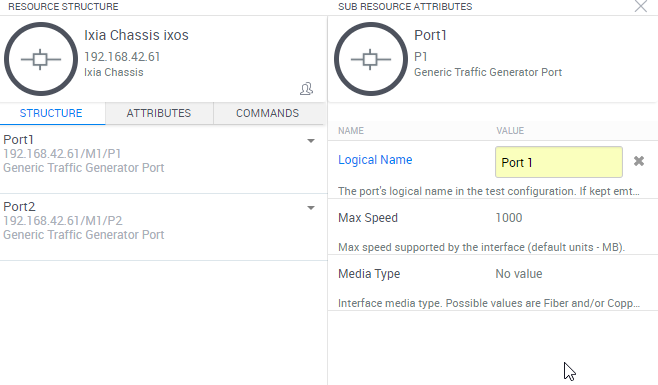 RESOURCE STRUCTURE
Ixia Chassis ixos
192.168.42.61
Ixia Chassis
STRUCTURE
ATTRIBUTES
COMMANDS
Port1
192.168.42.61/M1/P1
Generic Traffic Generator Port
Port2
192.168.42.61/M1/P2
Generic Traffic Generator Port
SUB RESOURCE ATTRIBUTES
Port1
P1
Generic Traffic Generator Port
NAME VALUE
Logical Name Port 1
The port's logical name in the test configuration. If kept emt...
Max Speed 1000
Max speed supported by the interface (default units - MB).
Media Type No value
Interface media type. Possible values are Fiber and/or Copp...